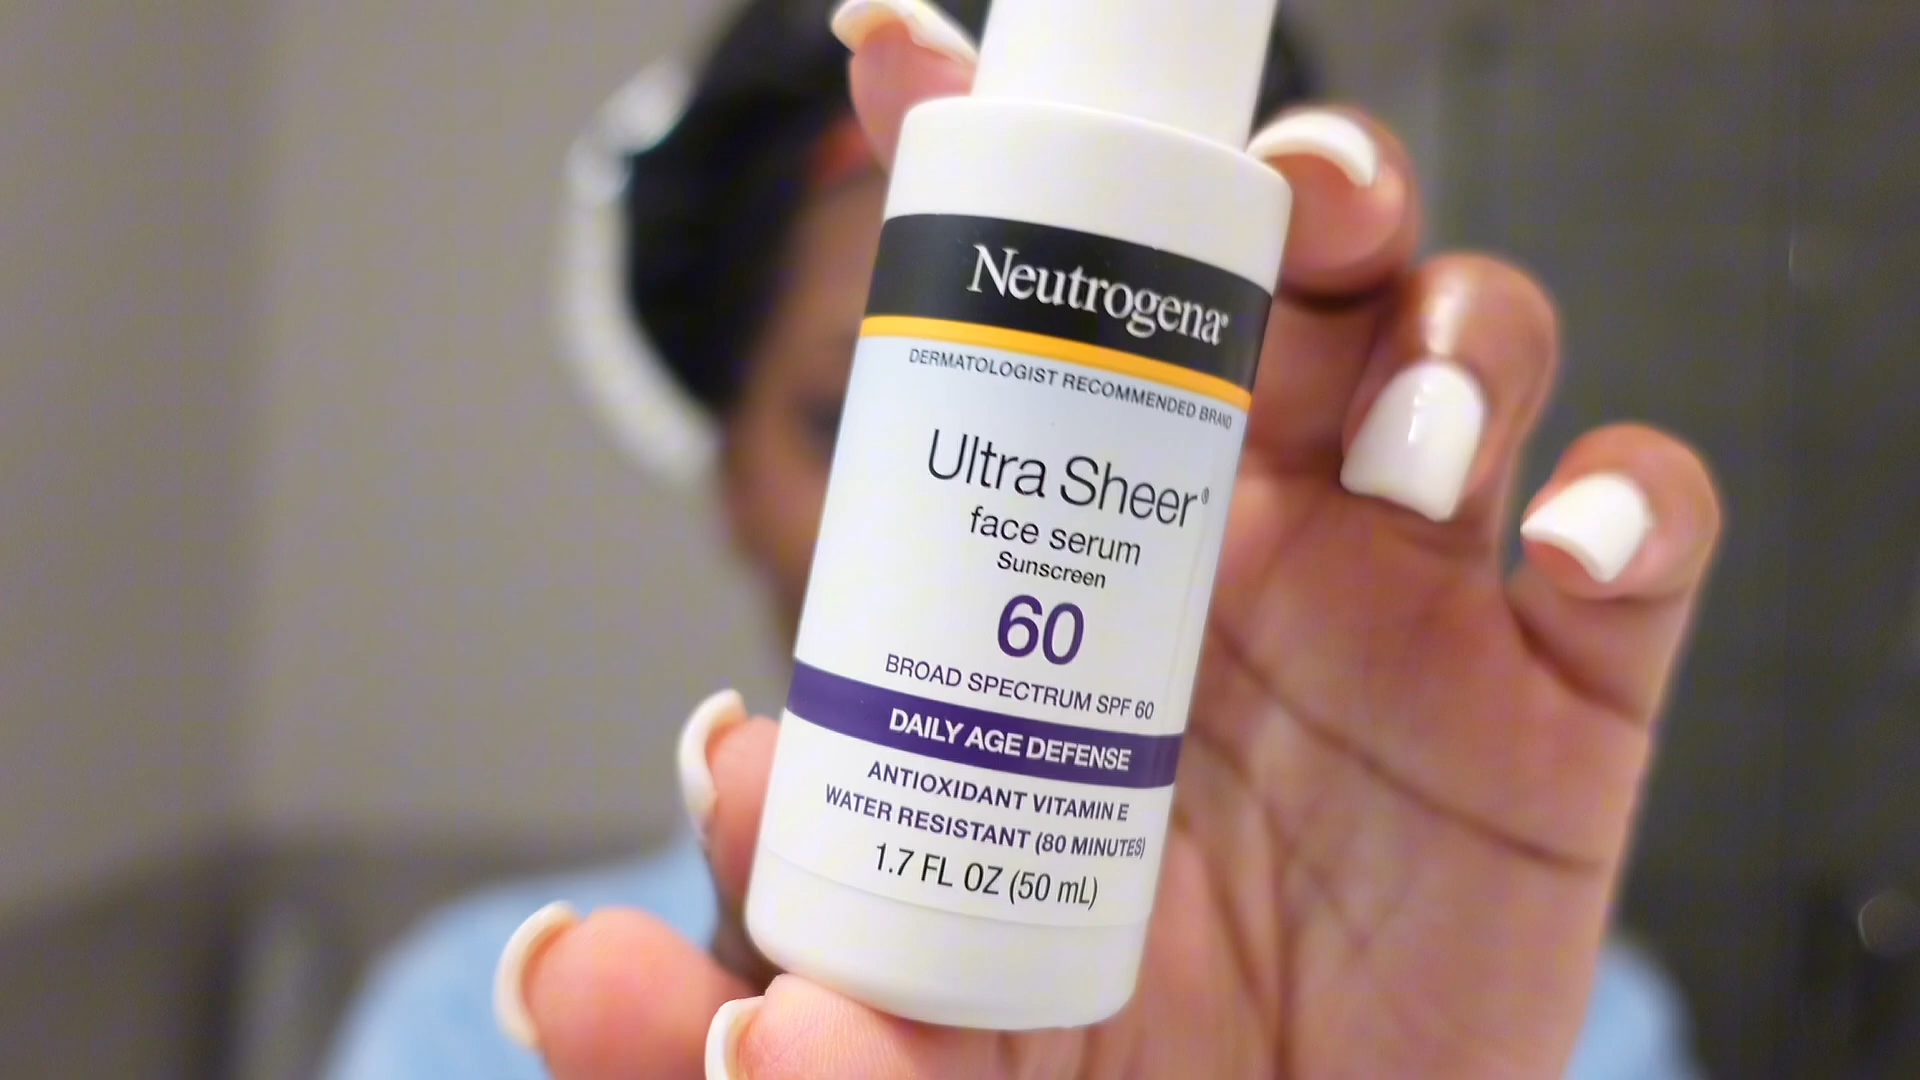 Neutrogena®
DERMATOLOGIST RECOMMENDED BRAND
Ultra Sheer®
face serum
Sunscreen
60
BROAD SPECTRUM SPF 60
DAILY AGE DEFENSE
ANTIOXIDANT VITAMIN E
WATER RESISTANT (80 MINUTES)
1.7 FL OZ (50 mL)